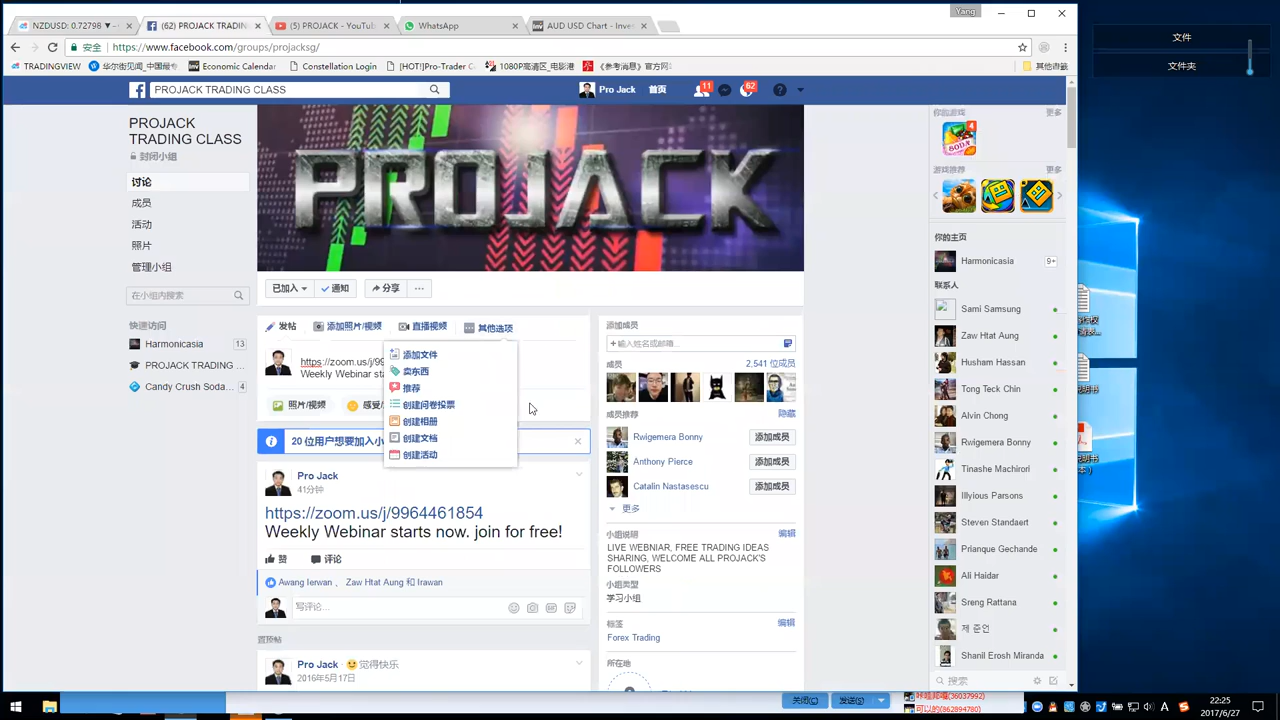 Yang
NZDUSD: 0.72798 ▼ -
(62) PROJACK TRADING
(5) PROJACK - YouTube
WhatsApp
AUD USD Chart - Inves
安全
https://www.facebook.com/groups/projacksg/
TRADINGVIEW
华尔街见闻_中国最专
Economic Calendar
Constellation Login
[HOT!]Pro-Trader C
1080P高清区_电影港
《参考消息》官方网
其他书签
文件
文件夹
PROJACK TRADING CLASS
Pro Jack
首页
11
62
PROJACK
TRADING CLASS
封闭小组
讨论
成员
活动
照片
管理小组
在小组内搜索
快速访问
Harmonicasia
13
PROJACK TRADING ...
Candy Crush Soda...
PROJACK
已加入
通知
分享
发帖
添加照片/视频
直播视频
其他选项
https://zoom.us/j/99
Weekly Webinar sta
照片/视频
感受/
添加文件
卖东西
推荐
创建问卷投票
创建相册
创建文档
创建活动
20 位用户想要加入小
Pro Jack
41分钟
https://zoom.us/j/9964461854
Weekly Webinar starts now. join for free!
赞
评论
Awang Ierwan 、 Zaw Htat Aung 和 Irawan
写评论...
置顶帖
Pro Jack - 觉得快乐
2016年5月17日
添加成员
+ 输入姓名或邮箱...
成员
2,541 位成员
成员推荐
隐藏
Rwigemera Bonny
添加成员
Anthony Pierce
添加成员
Catalin Nastasescu
添加成员
更多
小组说明
编辑
LIVE WEBNIAR, FREE TRADING IDEAS
SHARING, WELCOME ALL PROJACK'S
FOLLOWERS
小组类型
学习小组
标签
编辑
Forex Trading
所在地
你的游戏
更多
4
SODA
游戏推荐
更多
你的主页
Harmonicasia
9+
联系人
Sami Samsung
Zaw Htat Aung
Husham Hassan
Tong Teck Chin
Alvin Chong
Rwigemera Bonny
Tinashe Machirori
Illyious Parsons
Steven Standaert
Prianque Gechande
Ali Haidar
Sreng Rattana
제 준언
Shanil Erosh Miranda
搜索
关闭(C)
发送(S)
(36037992)
可以的(862894780)
22:25
2017/6/27